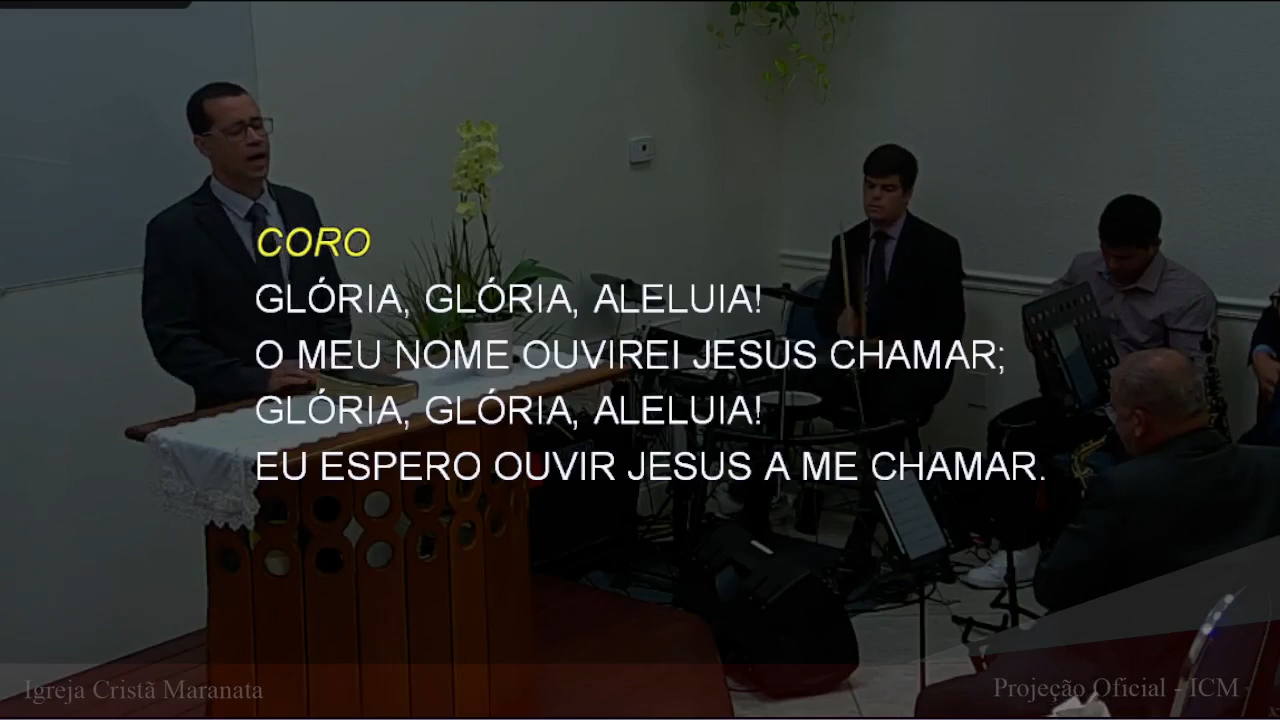 CORO
GLÓRIA, GLÓRIA, ALELUIA!
O MEU NOME OUVIREI JESUS CHAMAR;
GLÓRIA, GLÓRIA, ALELUIA!
EU ESPERO OUVIR JESUS A ME CHAMAR.
Igreja Cristã Maranata
Projeção Oficial - ICM